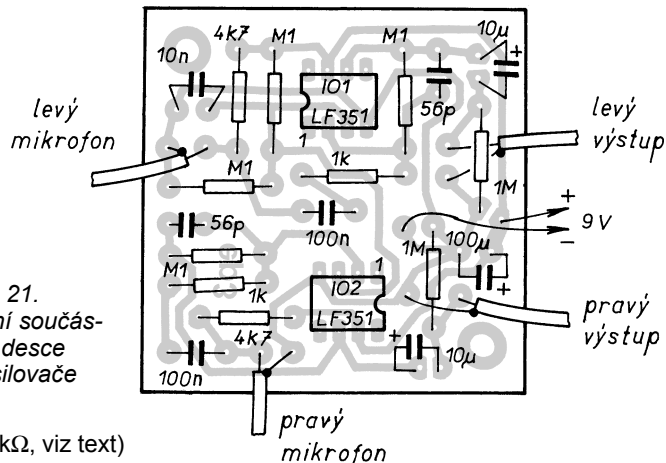 4k7
M1
M1
10µ
+
10n
IO1
LF351
56p
levý
mikrofon
levý
výstup
1
M1
1k
1M
+
9V
−
56p
100n
1M
100µ
M1
1k
1
IO2
LF351
+
pravý
výstup
21.
ní součás-
desce
silovače
4k7
100n
+
10µ
pravý
mikrofon
kΩ, viz text)